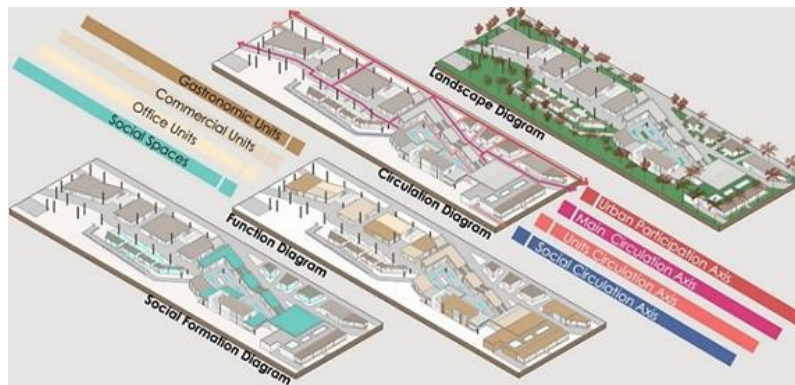 Gastronomic Units
Commercial Units
Office Units
Social Spaces
Landscape Diagram
Circulation Diagram
Function Diagram
Social Formation Diagram
Urban Participation Axis
Main Circulation Axis
Units Circulation Axis
Social Circulation Axis